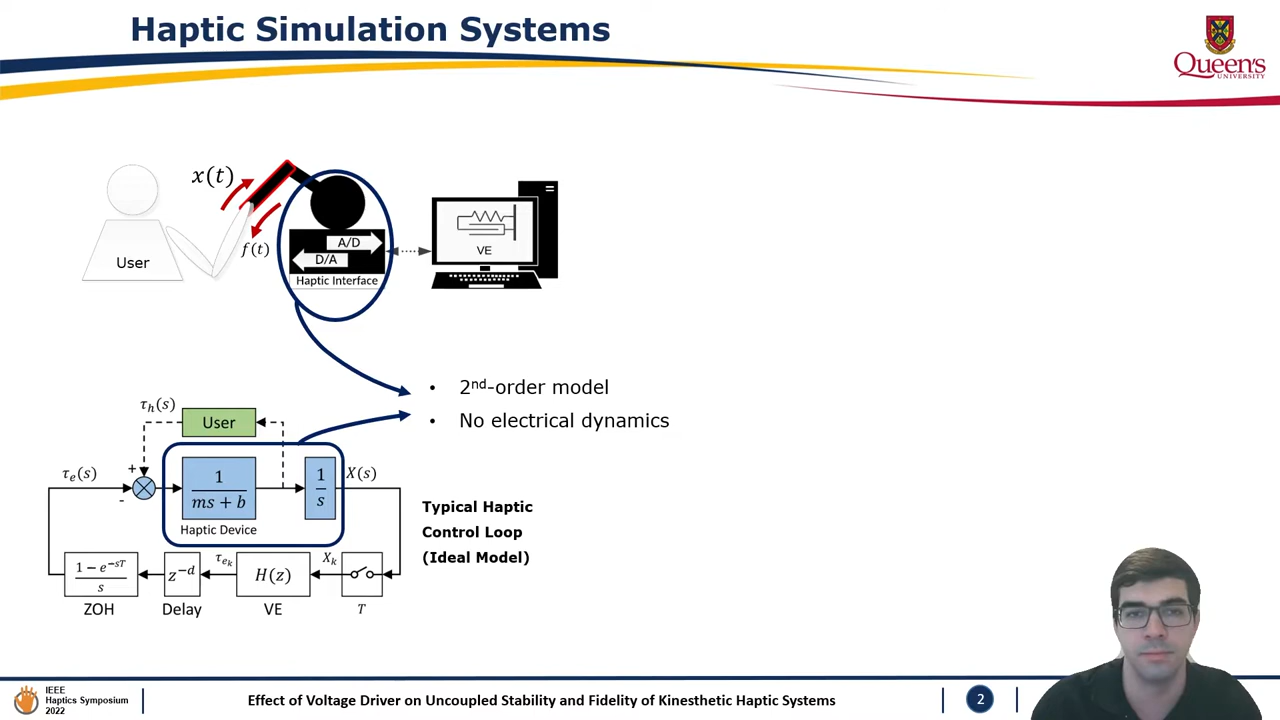 Haptic Simulation Systems
Queen's
UNIVERSITY
x(t)
f(t)
User
A/D
D/A
Haptic Interface
VE
• 2nd-order model
• No electrical dynamics
τh(s)
User
τe(s)
+
-
1
ms + b
1
s
X(s)
Haptic Device
Typical Haptic
Control Loop
(Ideal Model)
1 − e^−sT
s
z^−d
τek
H(z)
Xk
ZOH
Delay
VE
T
IEEE
Haptics Symposium
2022
Effect of Voltage Driver on Uncoupled Stability and Fidelity of Kinesthetic Haptic Systems
2